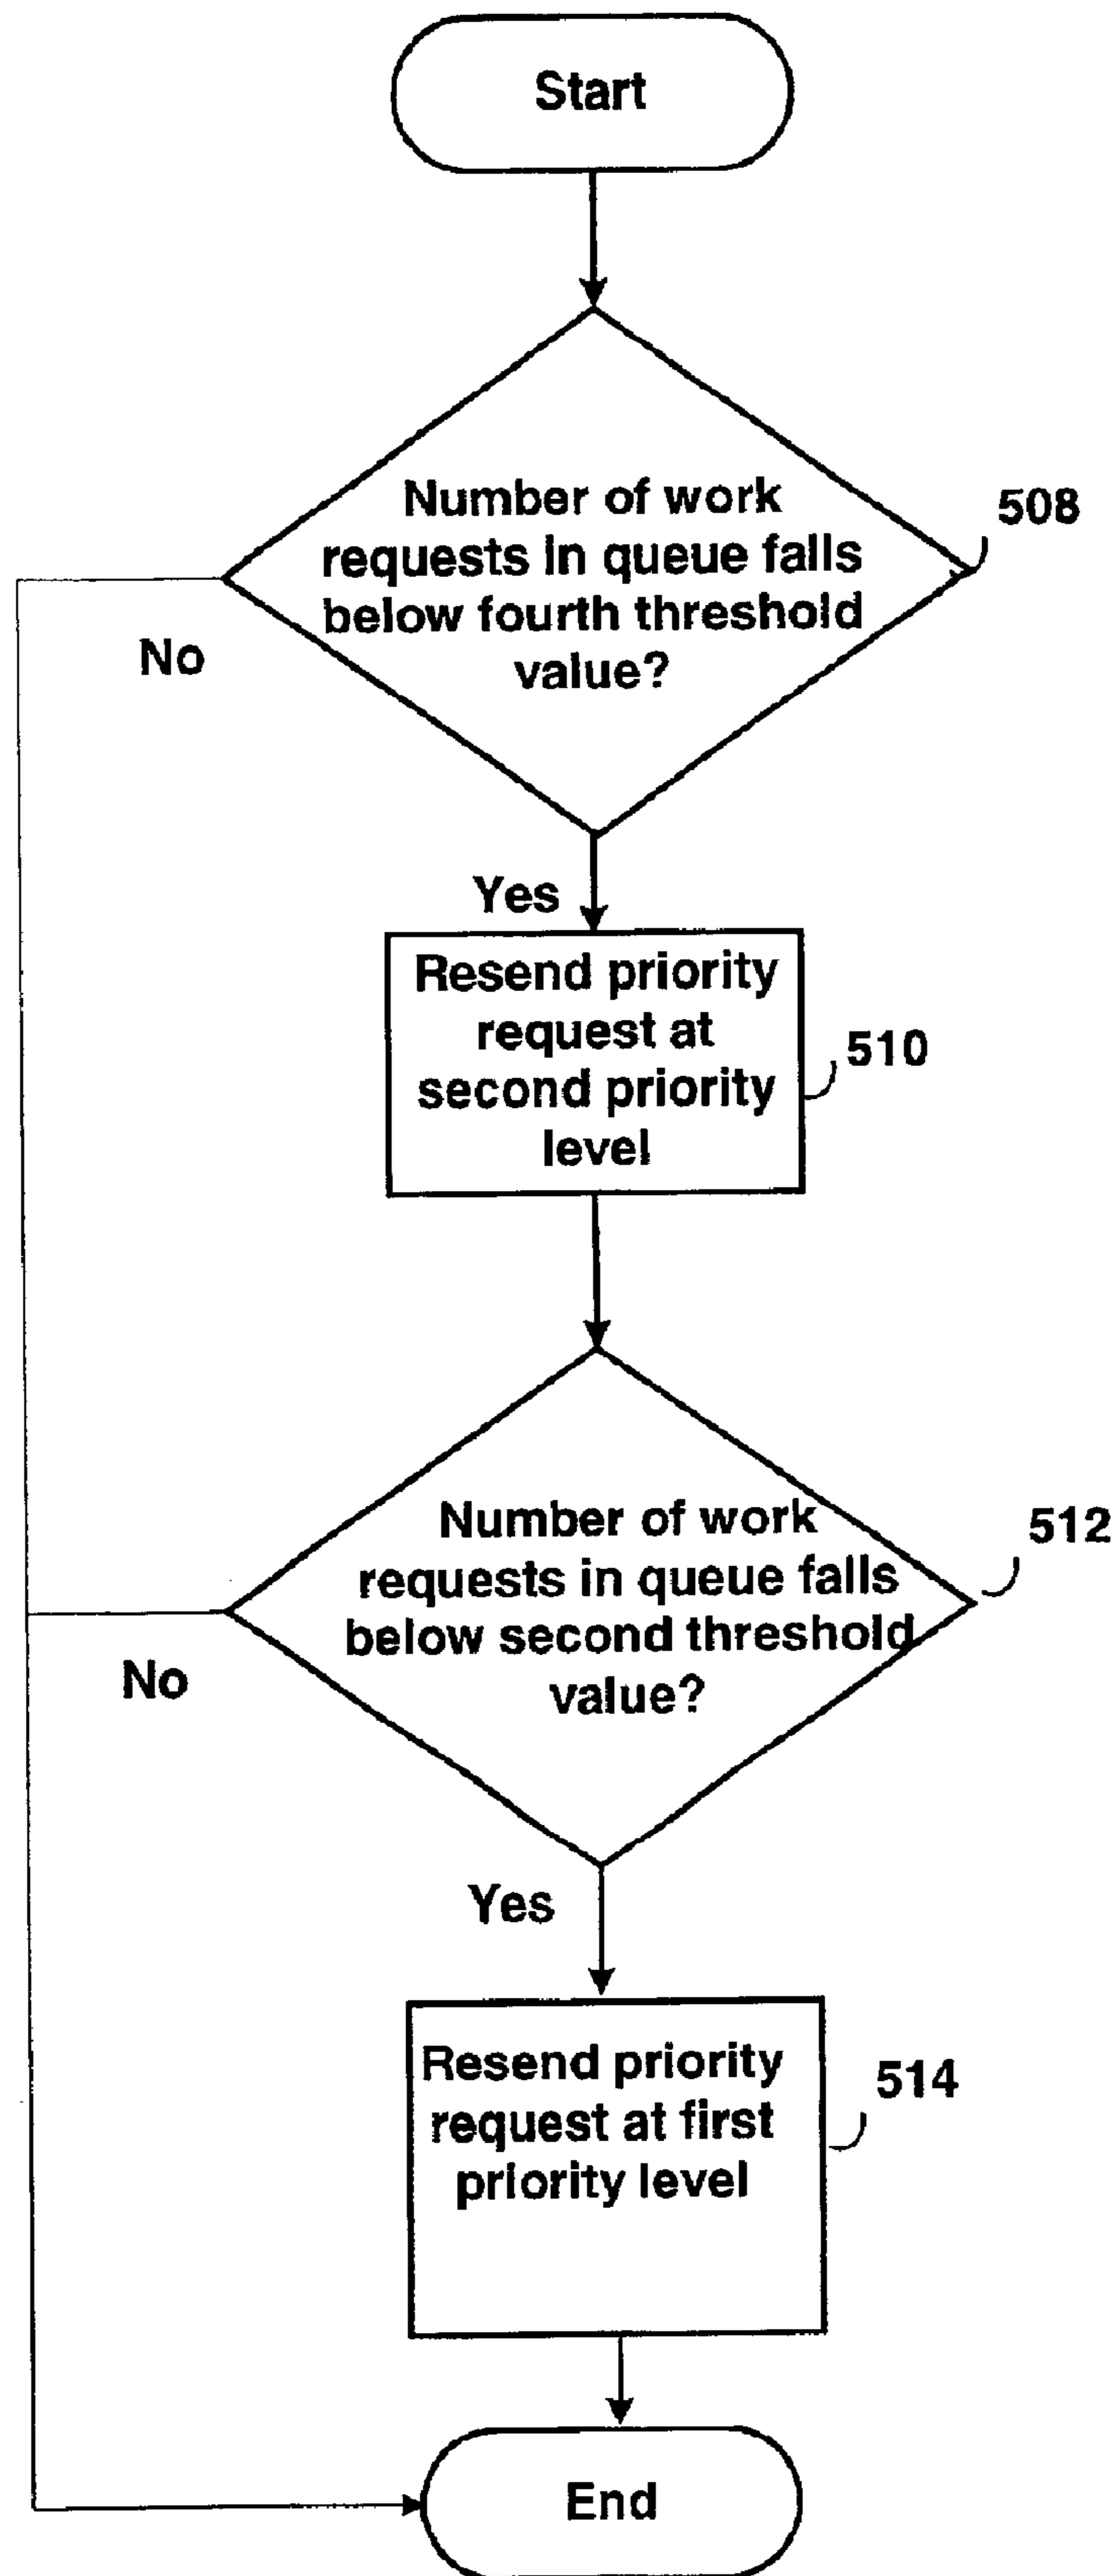 Start
Number of work
requests in queue falls
below fourth threshold
value?
508
No
Yes
Resend priority
request at
second priority
level
510
Number of work
requests in queue falls
below second threshold
value?
512
No
Yes
Resend priority
request at first
priority level
514
End